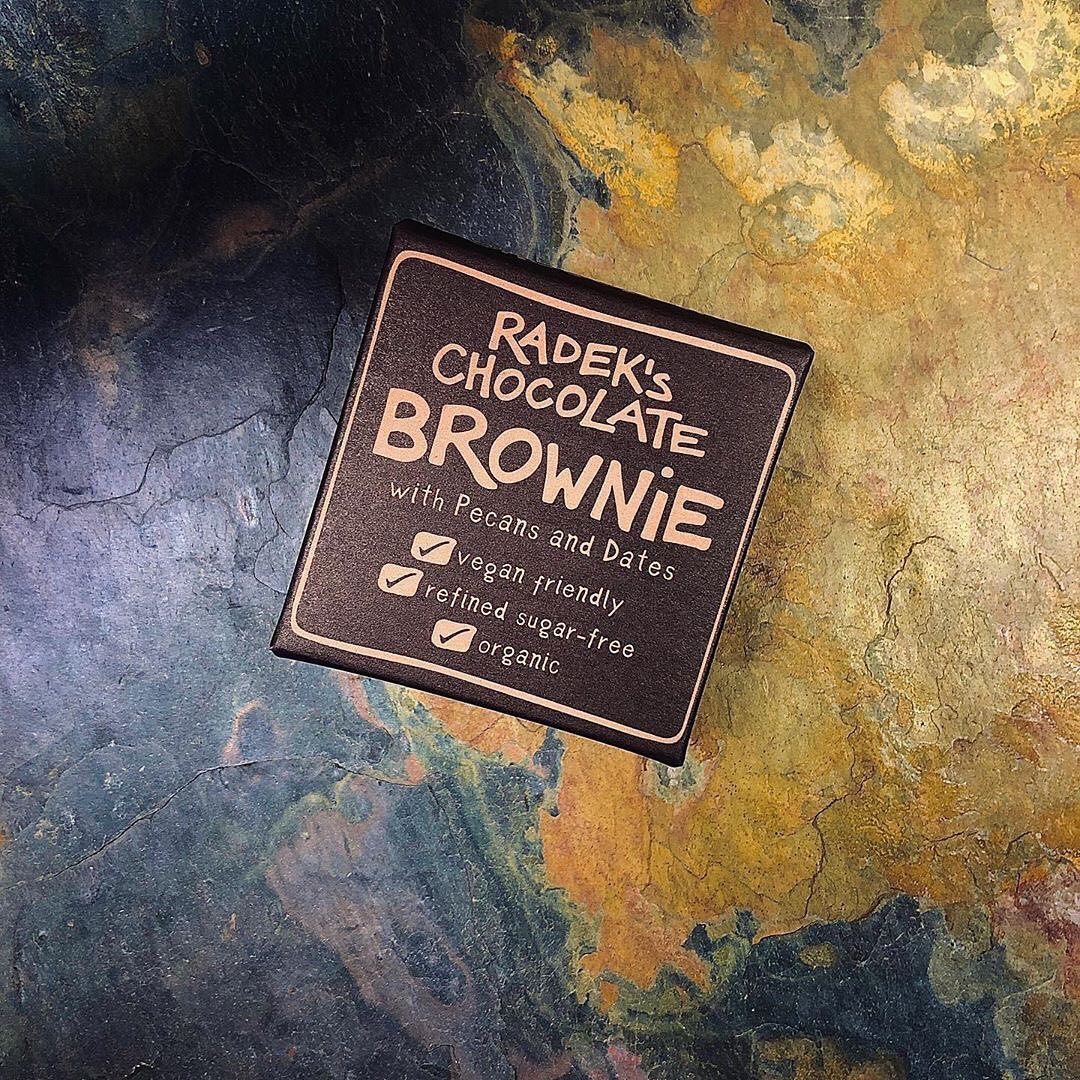 RADEK'S
CHOCOLATE
BROWNiE
with Pecans and Dates
vegan friendly
refined sugar-free
organic